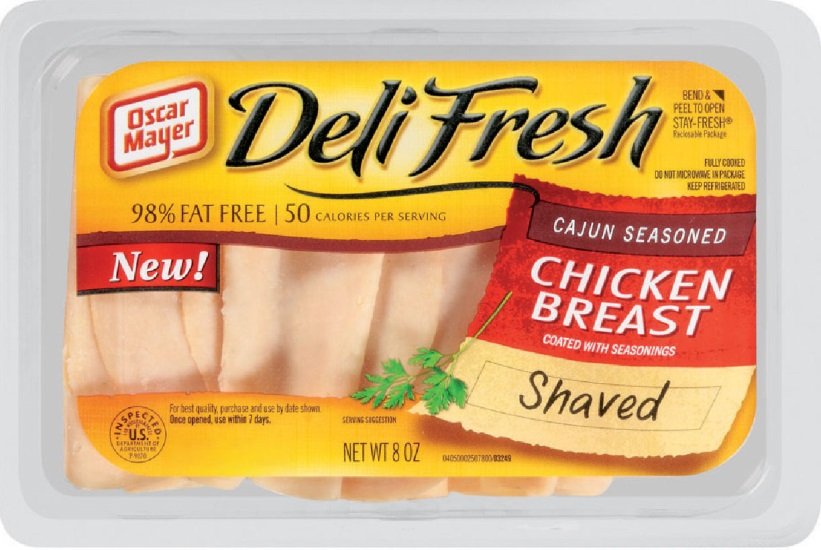 Oscar
Mayer
Deli Fresh
BEND &
PEEL TO OPEN
STAY-FRESH®
Reclosable Package
FULLY COOKED
DO NOT MICROWAVE IN PACKAGE
KEEP REFRIGERATED
98% FAT FREE | 50 CALORIES PER SERVING
New!
CAJUN SEASONED
CHICKEN
BREAST
COATED WITH SEASONINGS
Shaved
For best quality, purchase and use by date shown.
Once opened, use within 7 days.
SERVING SUGGESTION
INSPECTED
U.S.
DEPARTMENT OF
AGRICULTURE
NET WT 8 OZ